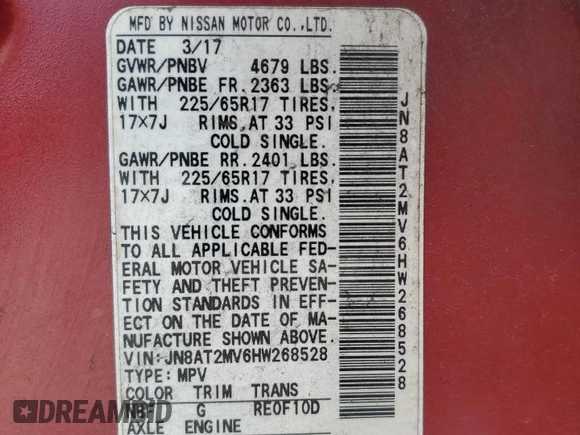 MFD BY NISSAN MOTOR CO.,LTD.
DATE 3/17
GVWR/PNBV 4679 LBS.
GAWR/PNBE FR.2363 LBS.
WITH 225/65R17 TIRES,
17×7J RIMS,AT 33 PSI
COLD SINGLE.
GAWR/PNBE RR.2401 LBS.
WITH 225/65R17 TIRES,
17×7J RIMS,AT 33 PSI
COLD SINGLE.
THIS VEHICLE CONFORMS
TO ALL APPLICABLE FED-
ERAL MOTOR VEHICLE SA-
FETY AND THEFT PREVEN-
TION STANDARDS IN EFF-
ECT ON THE DATE OF MA-
NUFACTURE SHOWN ABOVE.
VIN:JN8AT2MV6HW268528
TYPE:MPV
COLOR TRIM TRANS
G RE0F10D
AXLE ENGINE
JN8AT2MV6HW268528
DREAMBID